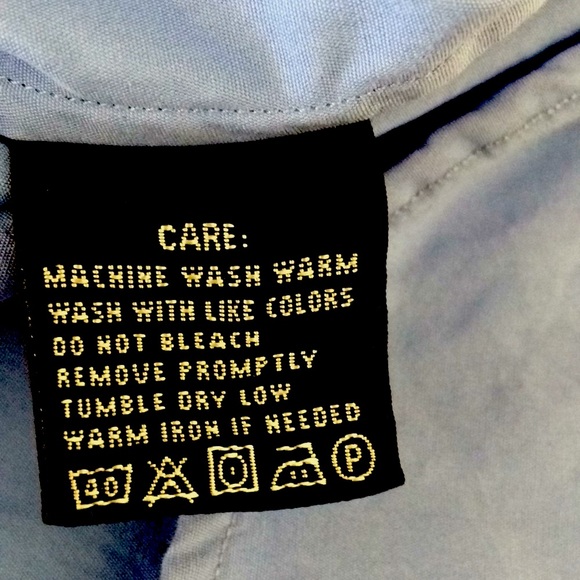 CARE:
MACHINE WASH WARM
WASH WITH LIKE COLORS
DO NOT BLEACH
REMOVE PROMPTLY
TUMBLE DRY LOW
WARM IRON IF NEEDED
40 P